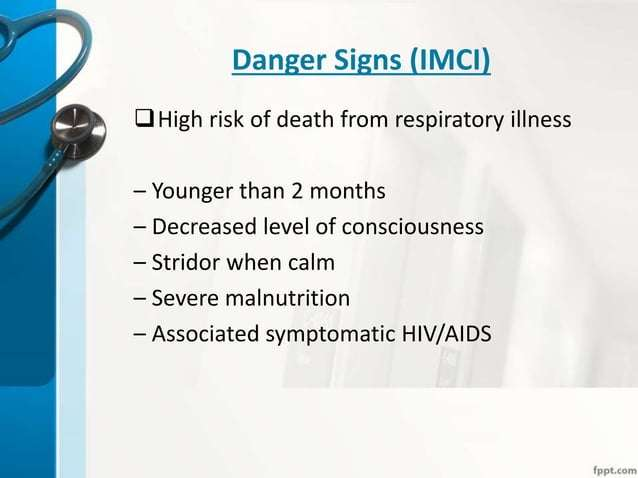 Danger Signs (IMCI)
❑High risk of death from respiratory illness
– Younger than 2 months
– Decreased level of consciousness
– Stridor when calm
– Severe malnutrition
– Associated symptomatic HIV/AIDS
fppt.com